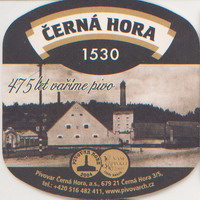 ČERNÁ HORA
1530
475 let vaříme pivo
Pivovar Černá Hora, a.s., 679 21 Černá Hora 3/5,
tel.: +420 516 482 411, www.pivovarch.cz